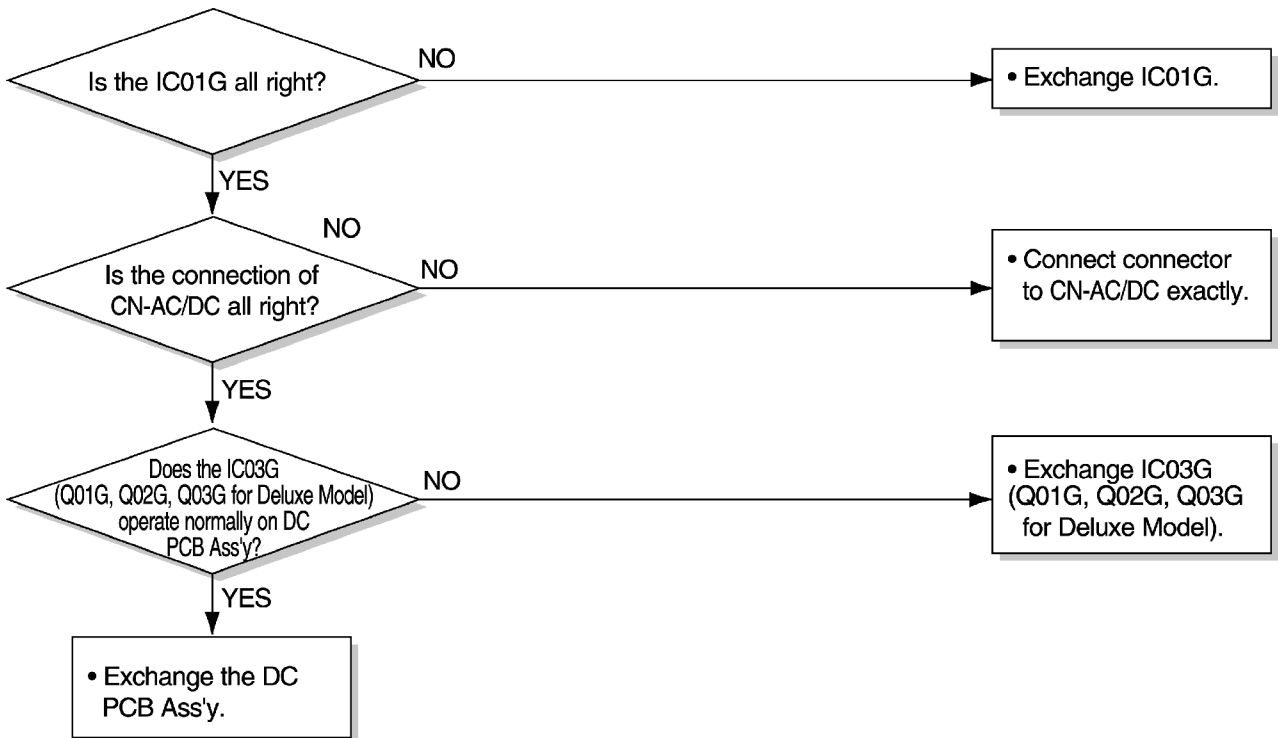 Is the IC01G all right?
NO
• Exchange IC01G.
YES
NO
Is the connection of
CN-AC/DC all right?
NO
• Connect connector
to CN-AC/DC exactly.
YES
Does the IC03G
(Q01G, Q02G, Q03G for Deluxe Model)
operate normally on DC
PCB Ass'y?
NO
• Exchange IC03G
(Q01G, Q02G, Q03G
for Deluxe Model).
YES
• Exchange the DC
PCB Ass'y.